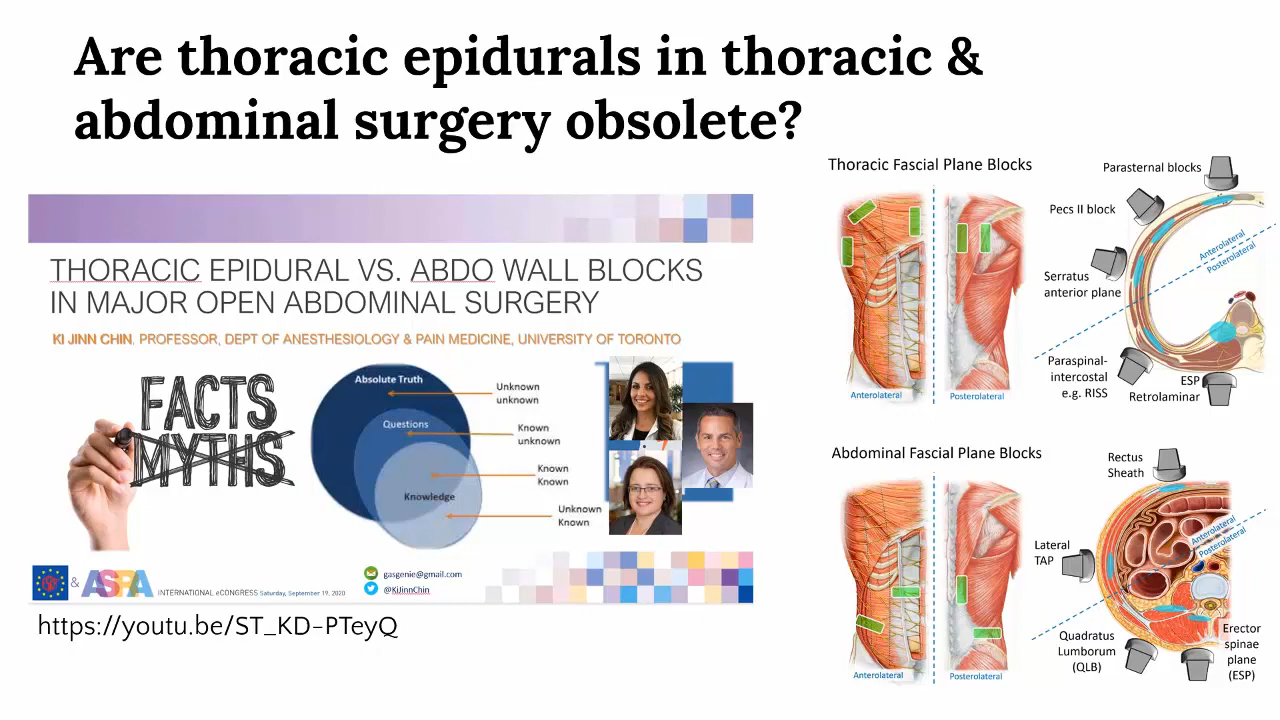 Are thoracic epidurals in thoracic &
abdominal surgery obsolete?
THORACIC EPIDURAL VS. ABDO WALL BLOCKS
IN MAJOR OPEN ABDOMINAL SURGERY
KI JINN CHIN, PROFESSOR, DEPT OF ANESTHESIOLOGY & PAIN MEDICINE, UNIVERSITY OF TORONTO
FACTS
MYTHS
Absolute Truth
Questions
Knowledge
Unknown
unknown
Known
unknown
Known
Known
Unknown
Known
& ASRA
INTERNATIONAL eCONGRESS Saturday, September 19, 2020
gasgenie@gmail.com
@KiJinnChin
https://youtu.be/ST_KD-PTeyQ
Thoracic Fascial Plane Blocks
Anterolateral
Posterolateral
Parasternal blocks
Pecs II block
Serratus
anterior plane
Anterolateral
Posterolateral
Paraspinal-
intercostal
e.g. RISS
ESP
Retrolaminar
Abdominal Fascial Plane Blocks
Anterolateral
Posterolateral
Rectus
Sheath
Lateral
TAP
Anterolateral
Posterolateral
Quadratus
Lumborum
(QLB)
Erector
spinae
plane
(ESP)